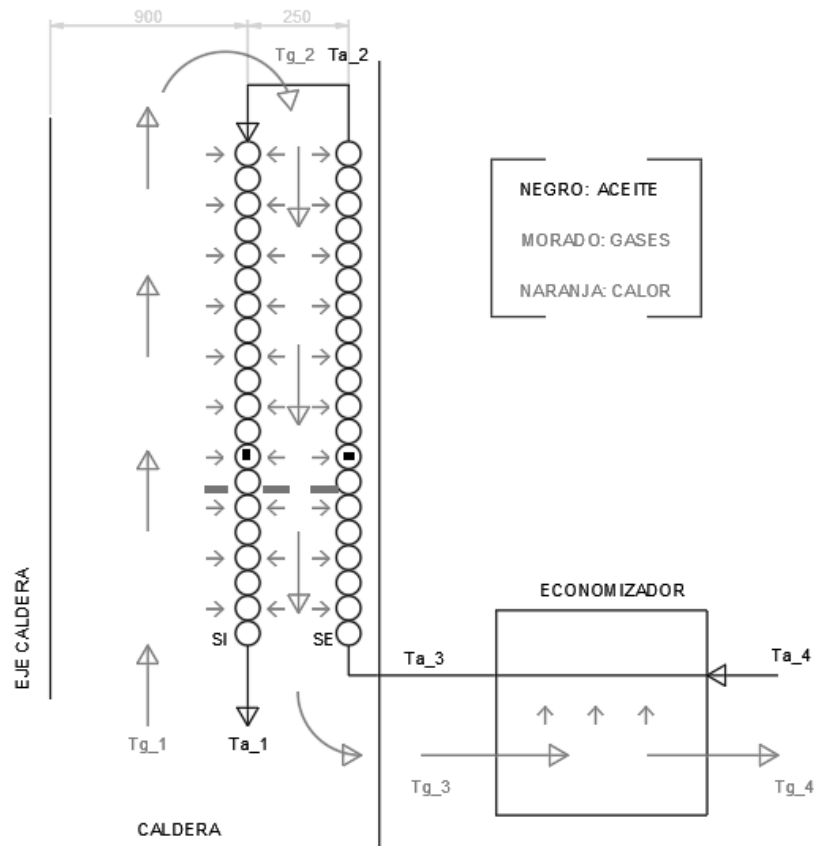 900
250
Tg_2
Ta_2
NEGRO: ACEITE
MORADO: GASES
NARANJA: CALOR
EJE CALDERA
SI
SE
ECONOMIZADOR
Ta_3
Ta_4
Tg_1
Ta_1
Tg_3
Tg_4
CALDERA